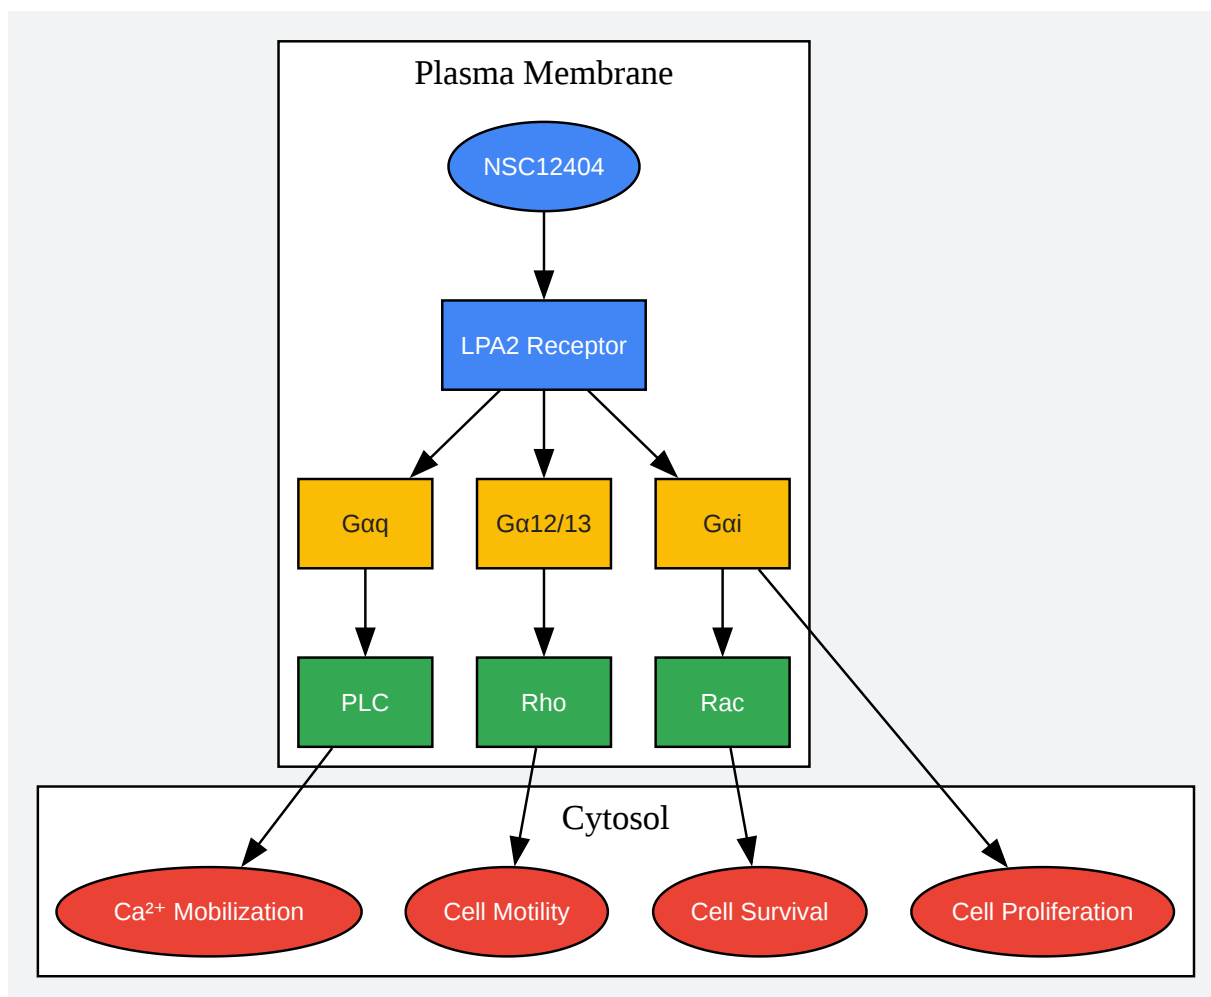 Plasma Membrane
NSC12404
LPA2 Receptor
Gαq
Gα12/13
Gαi
PLC
Rho
Rac
Cytosol
Ca²⁺ Mobilization
Cell Motility
Cell Survival
Cell Proliferation